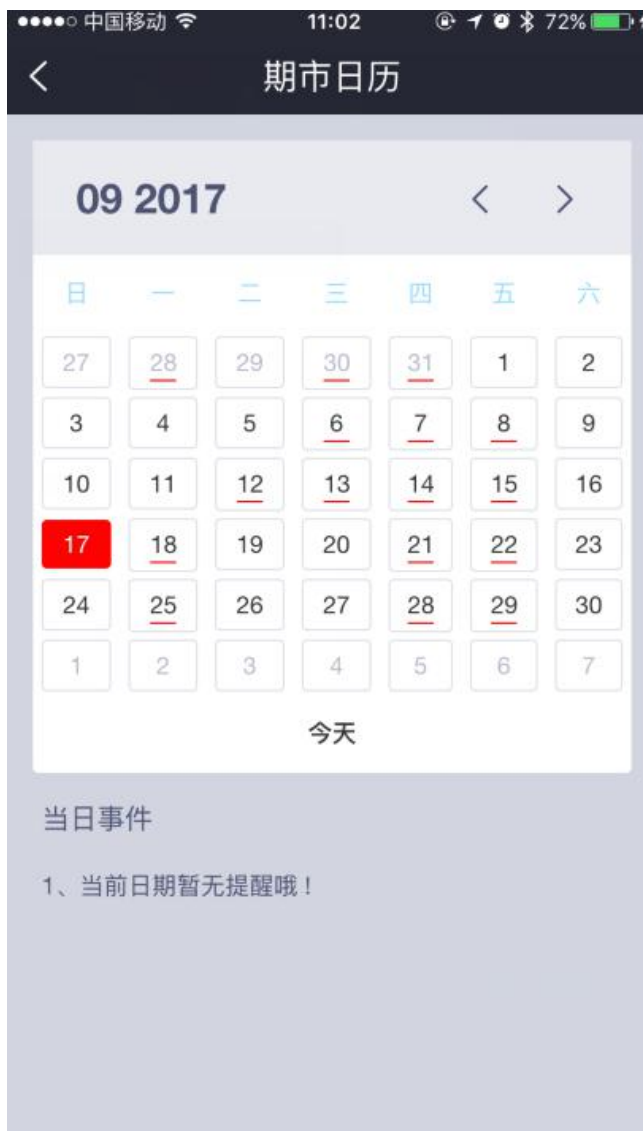 中国移动 11:02 72%
期市日历
09 2017
日 一 二 三 四 五 六
27 28 29 30 31 1 2
3 4 5 6 7 8 9
10 11 12 13 14 15 16
17 18 19 20 21 22 23
24 25 26 27 28 29 30
1 2 3 4 5 6 7
今天
当日事件
1、当前日期暂无提醒哦！